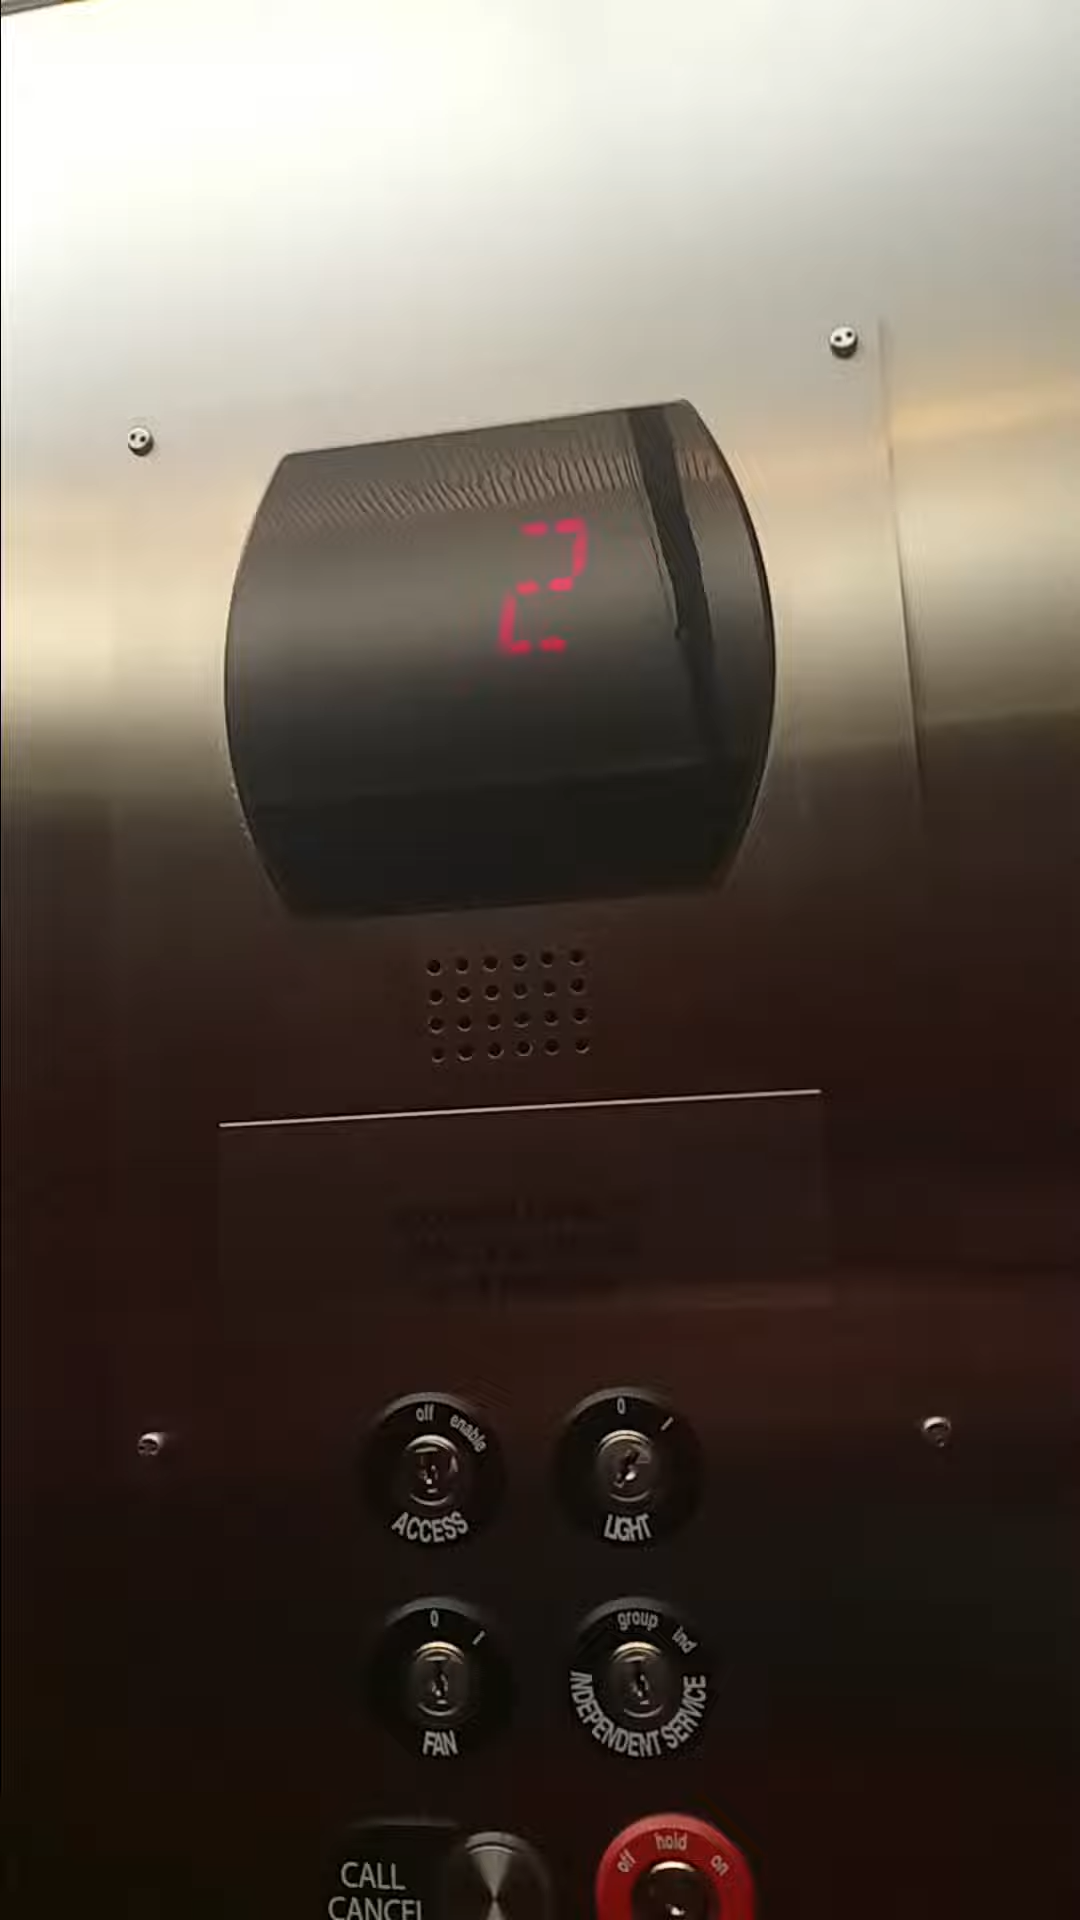 2
off enable
ACCESS
0 I
LIGHT
0 I
FAN
group ind
INDEPENDENT SERVICE
CALL
CANCEL
off hold on